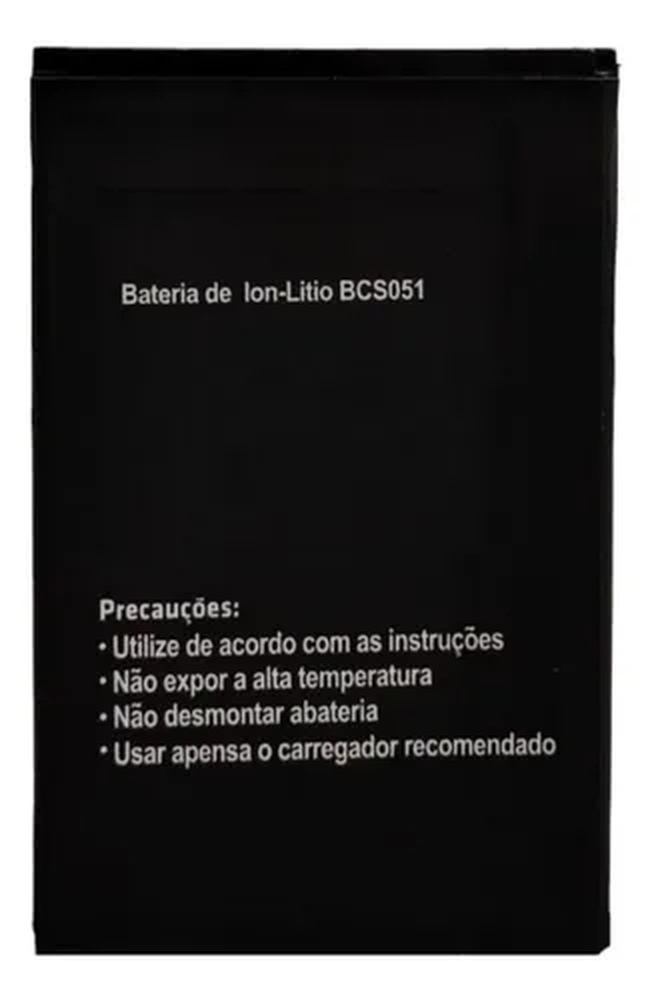 Bateria de Ion-Litio BCS051
Precauções:
• Utilize de acordo com as instruções
• Não expor a alta temperatura
• Não desmontar abateria
• Usar apensa o carregador recomendado